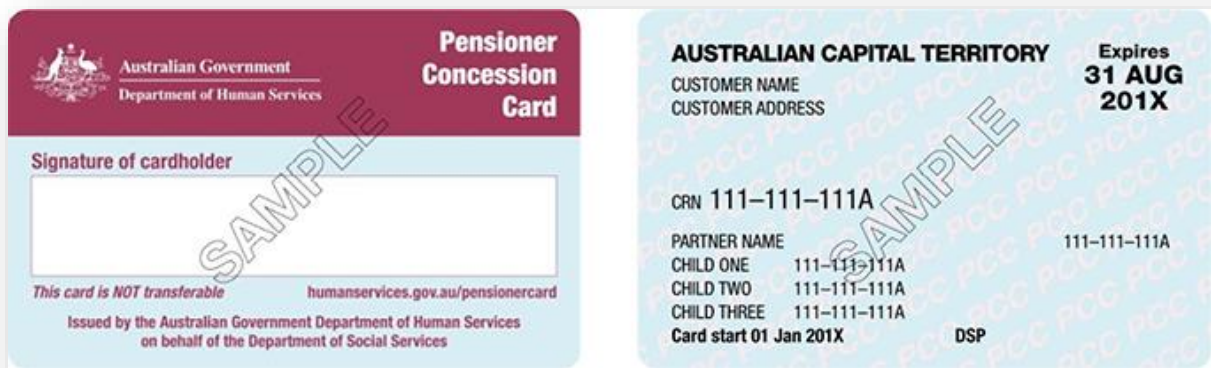 Australian Government
Department of Human Services
Pensioner
Concession
Card
Signature of cardholder
SAMPLE
This card is NOT transferable
humanservices.gov.au/pensionercard
Issued by the Australian Government Department of Human Services
on behalf of the Department of Social Services
AUSTRALIAN CAPITAL TERRITORY
Expires
31 AUG
201X
CUSTOMER NAME
CUSTOMER ADDRESS
CRN 111–111–111A
SAMPLE
PARTNER NAME 111–111–111A
CHILD ONE 111–111–111A
CHILD TWO 111–111–111A
CHILD THREE 111–111–111A
Card start 01 Jan 201X DSP